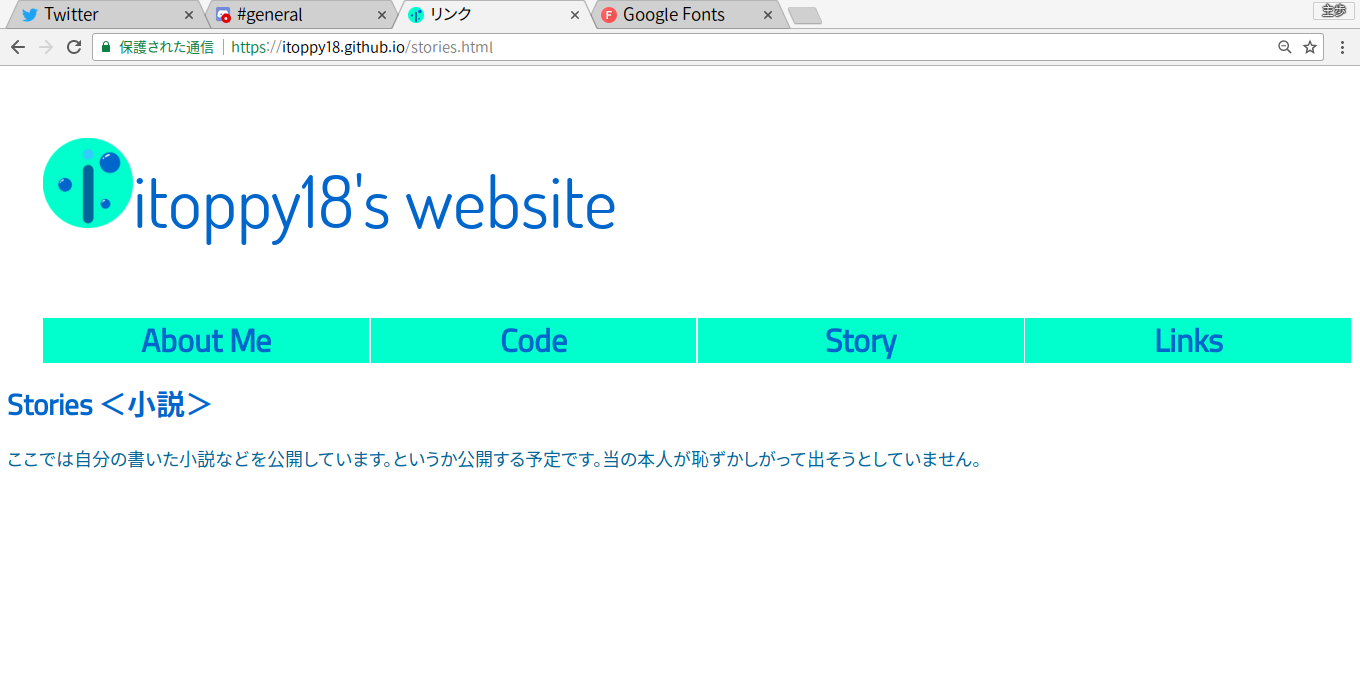 Twitter
#general
リンク
Google Fonts
主歩
保護された通信
https://itoppy18.github.io/stories.html
itoppy18's website
About Me
Code
Story
Links
Stories ＜小説＞
ここでは自分の書いた小説などを公開しています。というか公開する予定です。当の本人が恥ずかしがって出そうとしていません。